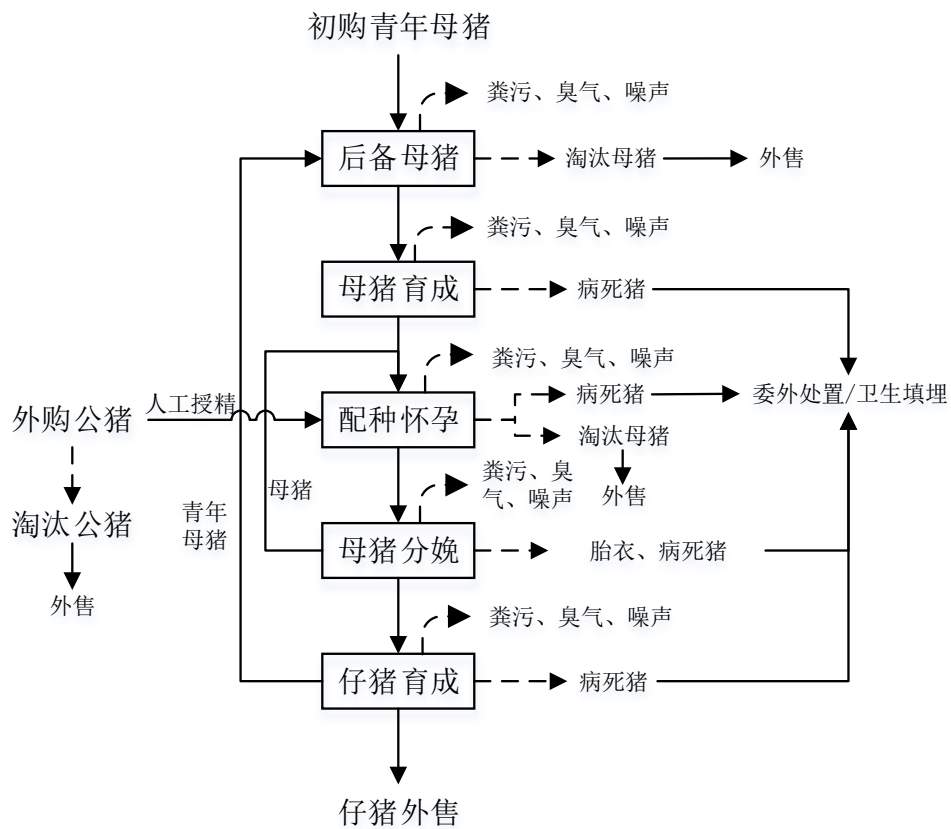 初购青年母猪
粪污、臭气、噪声
后备母猪
淘汰母猪
外售
粪污、臭气、噪声
母猪育成
病死猪
粪污、臭气、噪声
外购公猪
人工授精
配种怀孕
病死猪
委外处置/卫生填埋
淘汰母猪
外售
粪污、臭
气、噪声
母猪
青年
母猪
淘汰公猪
外售
母猪分娩
胎衣、病死猪
粪污、臭气、噪声
仔猪育成
病死猪
仔猪外售